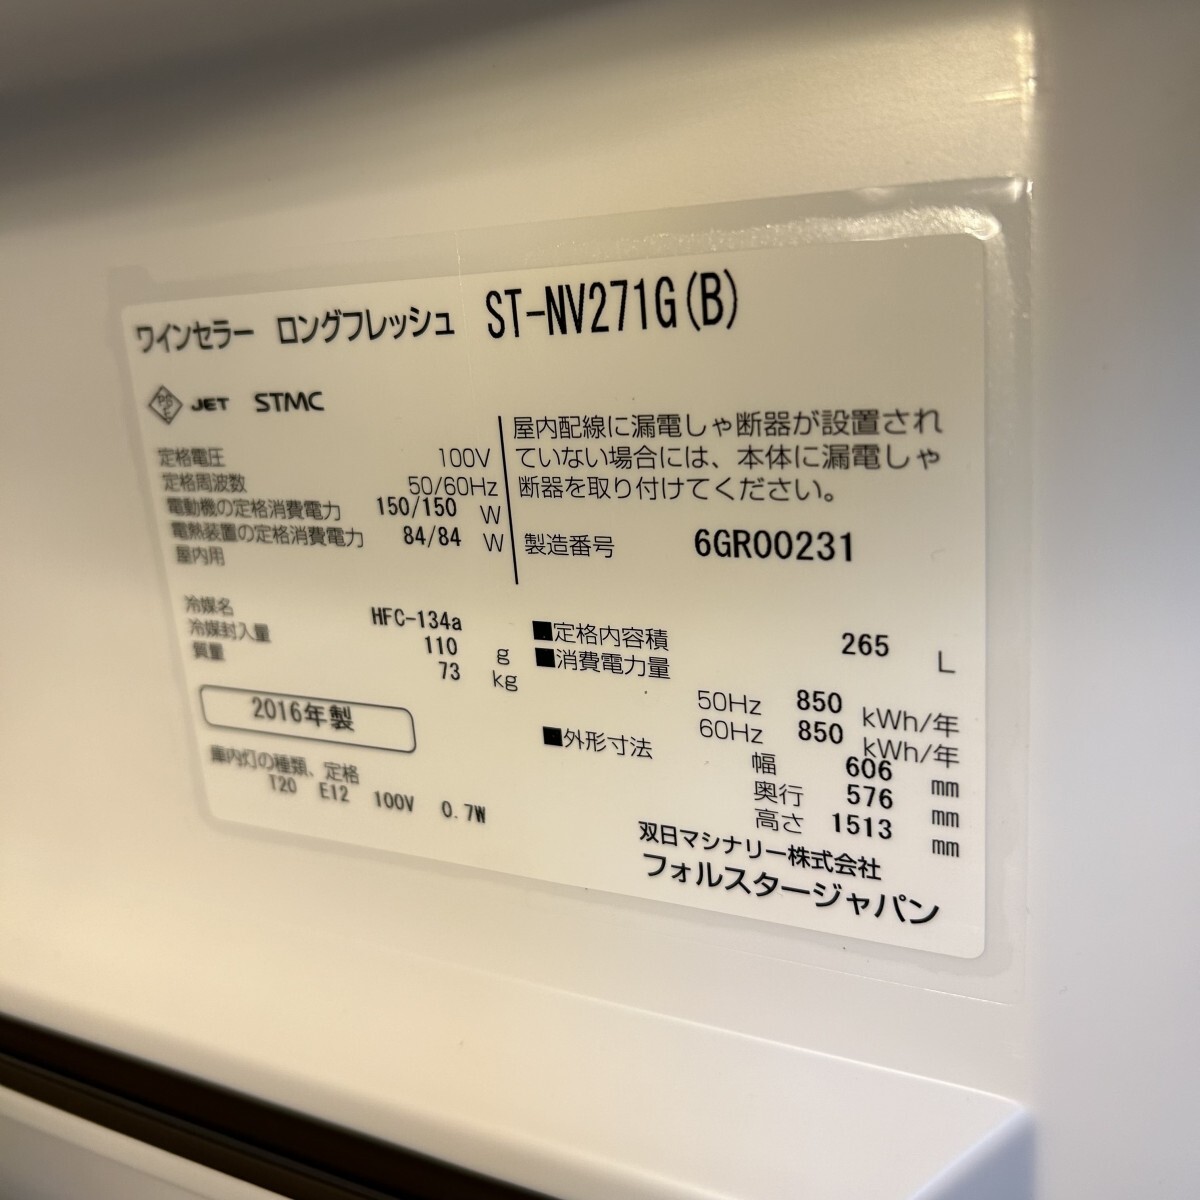 ワインセラー ロングフレッシュ ST-NV271G(B)
PSE JET STMC
定格電圧 100V
定格周波数 50/60Hz
電動機の定格消費電力 150/150 W
電熱装置の定格消費電力 84/84 W
屋内用
屋内配線に漏電しゃ断器が設置され
ていない場合には、本体に漏電しゃ
断器を取り付けてください。
製造番号 6GR00231
冷媒名 HFC-134a
冷媒封入量 110 g
質量 73 kg
2016年製
庫内灯の種類、定格
T20 E12 100V 0.7W
■定格内容積 265 L
■消費電力量
50Hz 850 kWh/年
60Hz 850 kWh/年
■外形寸法 幅 606 mm
奥行 576 mm
高さ 1513 mm
双日マシナリー株式会社
フォルスタージャパン